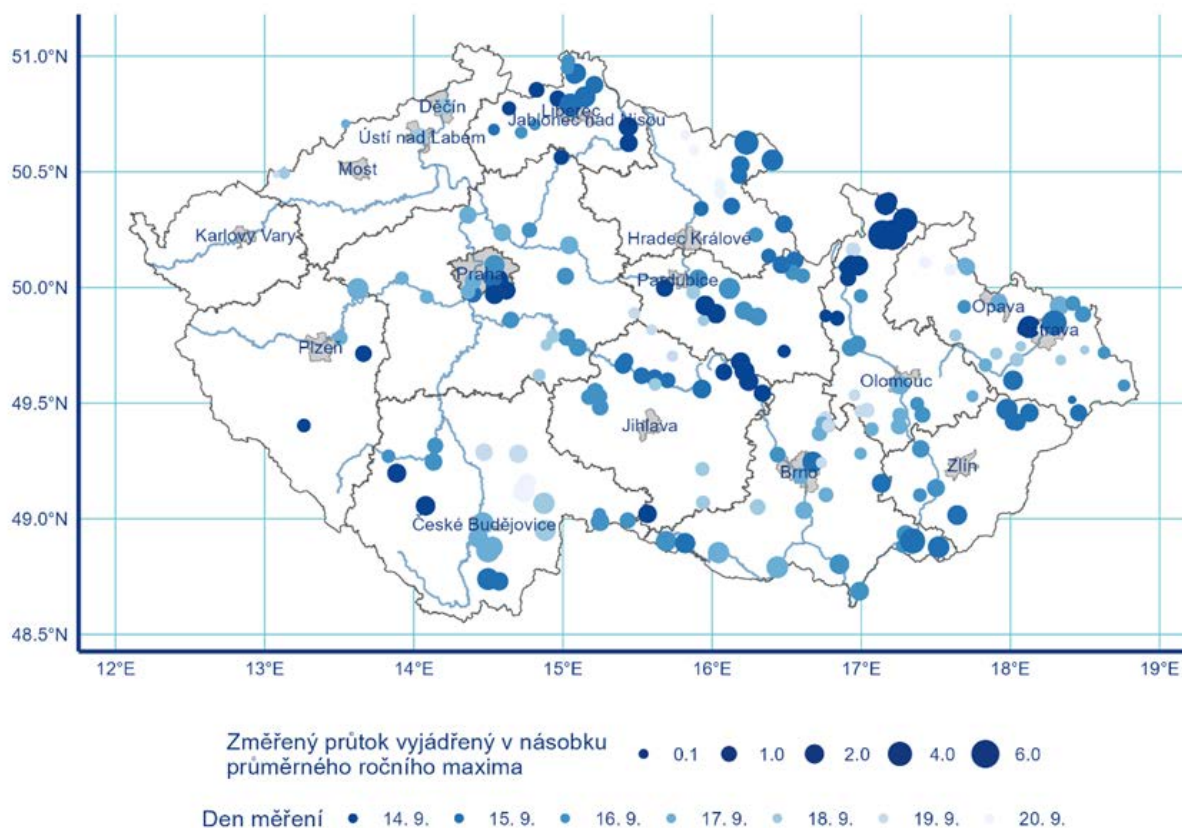 51.0°N
Děčín
Liberec
Jablonec nad Nisou
Ústí nad Labem
50.5°N
Most
Karlovy Vary
Hradec Králové
Praha
Pardubice
50.0°N
Opava
Ostrava
Plzeň
Olomouc
49.5°N
Jihlava
Brno
Zlín
49.0°N
České Budějovice
48.5°N
12°E 13°E 14°E 15°E 16°E 17°E 18°E 19°E
Změřený průtok vyjádřený v násobku
průměrného ročního maxima
0.1 1.0 2.0 4.0 6.0
Den měření 14. 9. 15. 9. 16. 9. 17. 9. 18. 9. 19. 9. 20. 9.